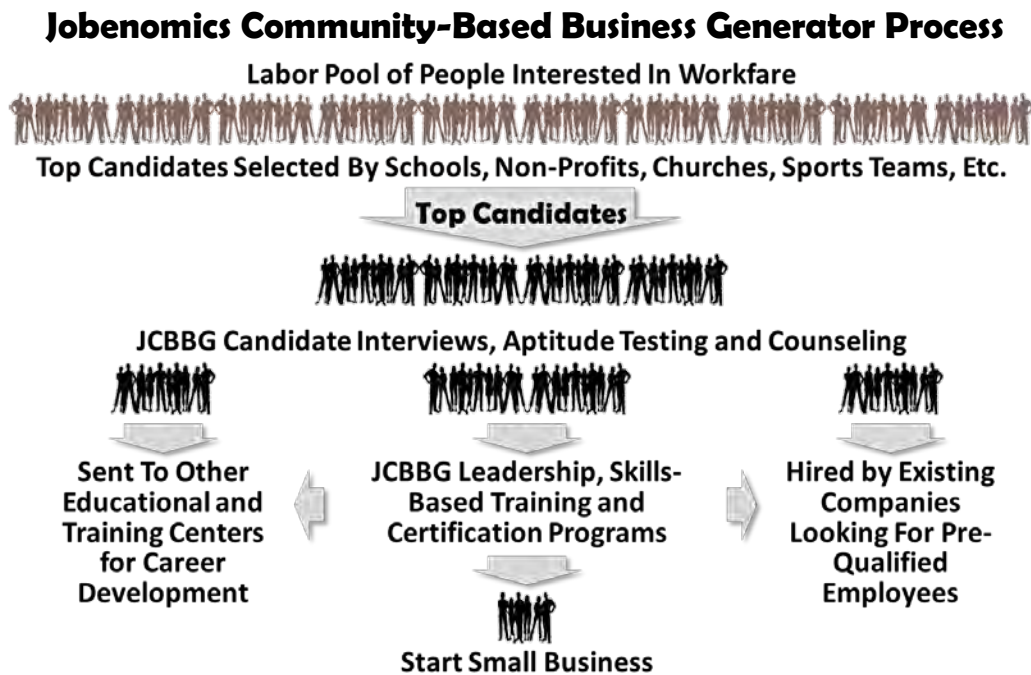 Jobenomics Community-Based Business Generator Process
Labor Pool of People Interested In Workfare
Top Candidates Selected By Schools, Non-Profits, Churches, Sports Teams, Etc.
Top Candidates
JCBBG Candidate Interviews, Aptitude Testing and Counseling
Sent To Other
Educational and
Training Centers
for Career
Development
JCBBG Leadership, Skills-
Based Training and
Certification Programs
Hired by Existing
Companies
Looking For Pre-
Qualified
Employees
Start Small Business